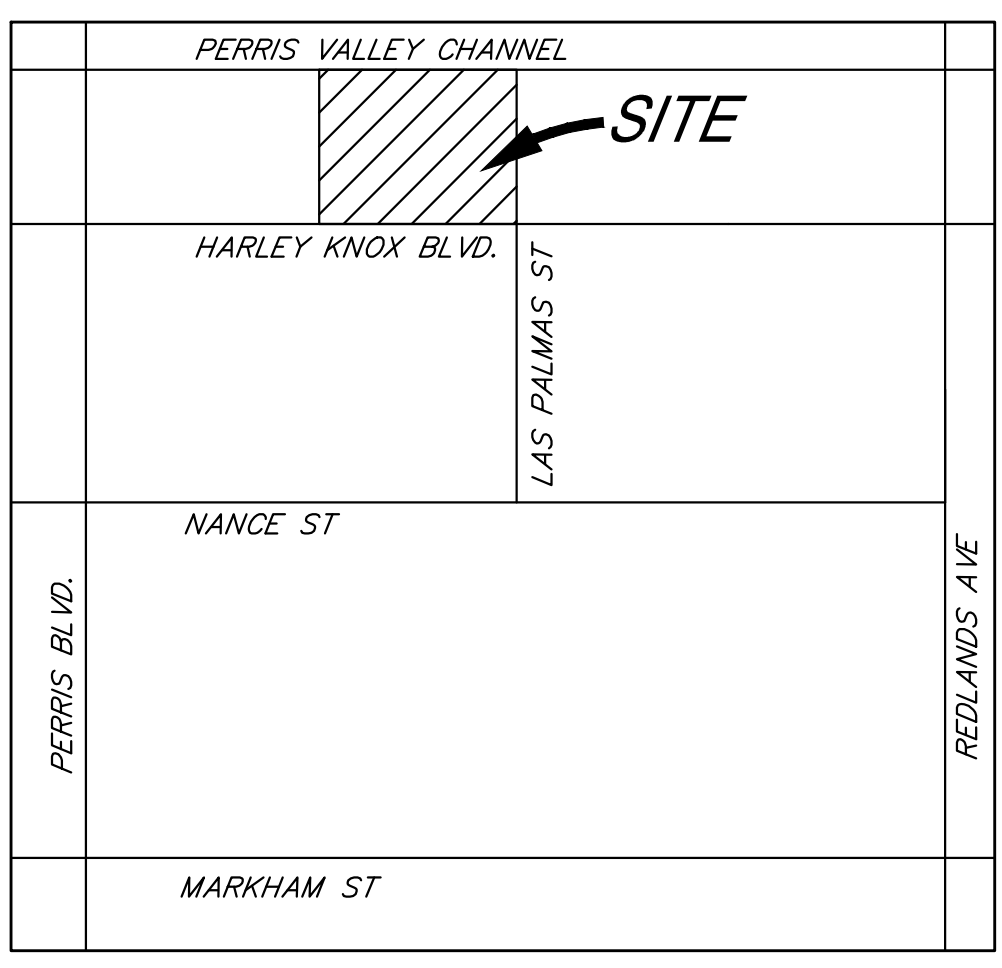 PERRIS VALLEY CHANNEL
SITE
HARLEY KNOX BLVD.
LAS PALMAS ST
NANCE ST
PERRIS BLVD.
REDLANDS AVE
MARKHAM ST